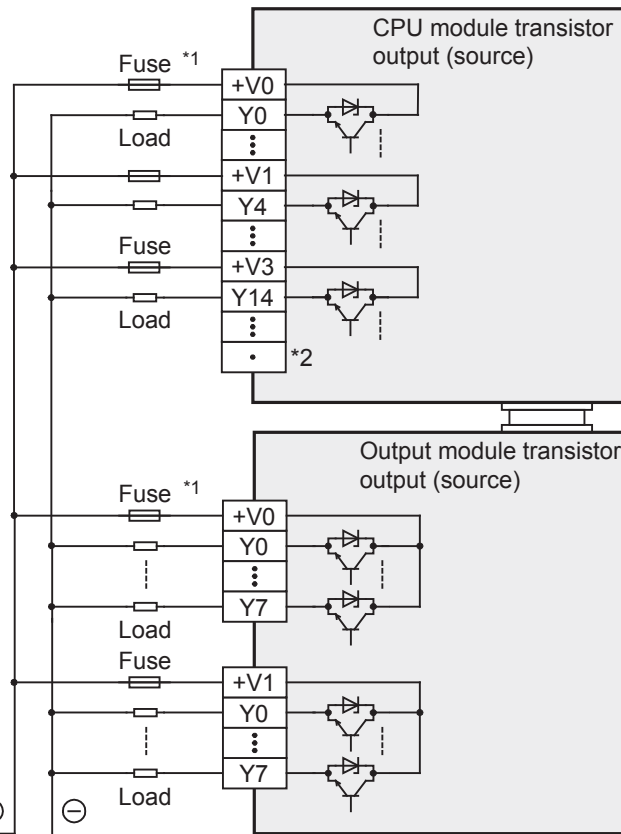 CPU module transistor
output (source)
Fuse *1
+V0
Y0
Load
+V1
Y4
Fuse
+V3
Y14
Load
*2
Output module transistor
output (source)
Fuse *1
+V0
Y0
Y7
Load
Fuse
+V1
Y0
Y7
Load